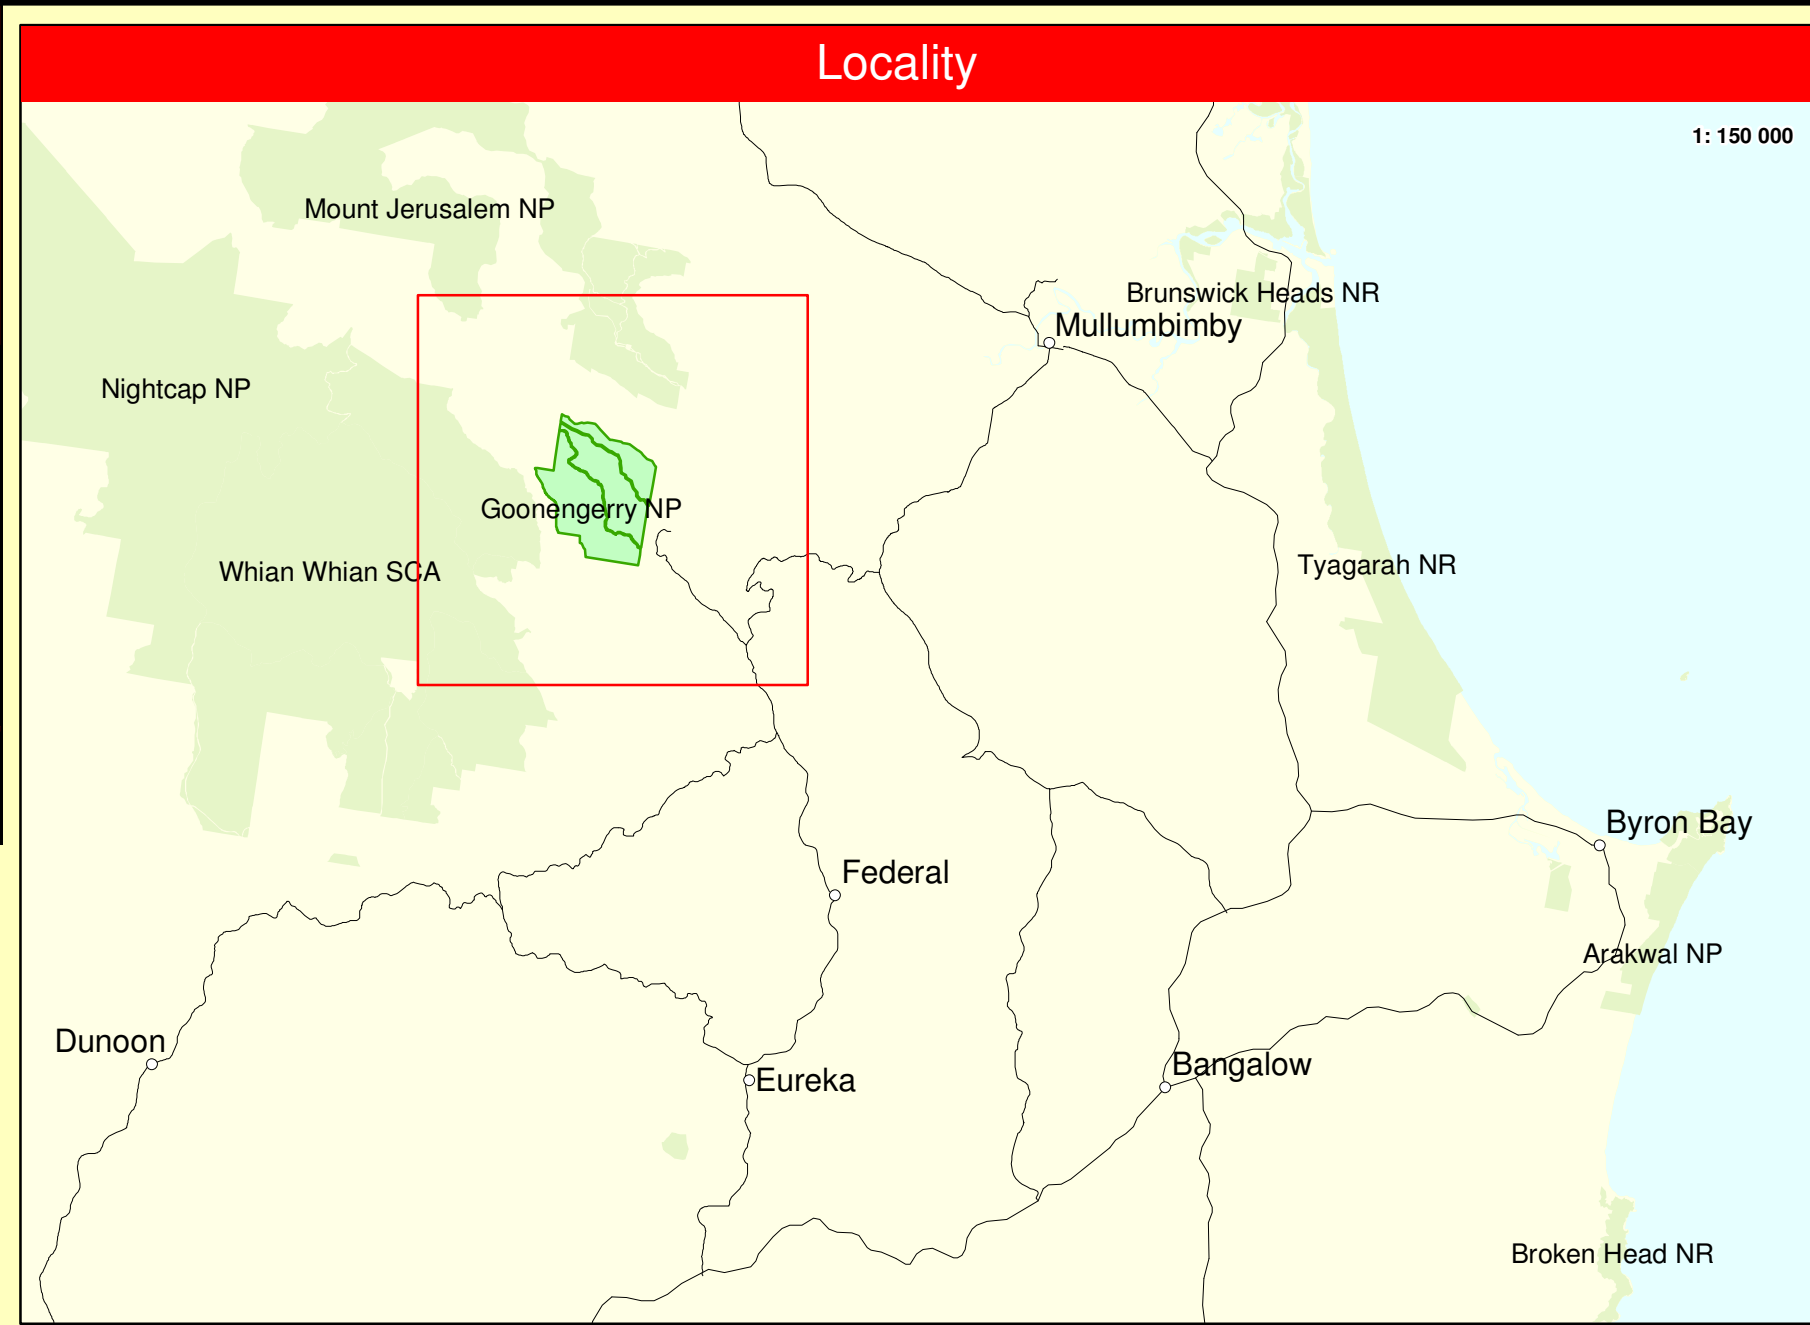 Locality
1: 150 000
Mount Jerusalem NP
Brunswick Heads NR
Mullumbimby
Nightcap NP
Goonengerry NP
Whian Whian SCA
Tyagarah NR
Byron Bay
Federal
Arakwal NP
Dunoon
Bangalow
Eureka
Broken Head NR